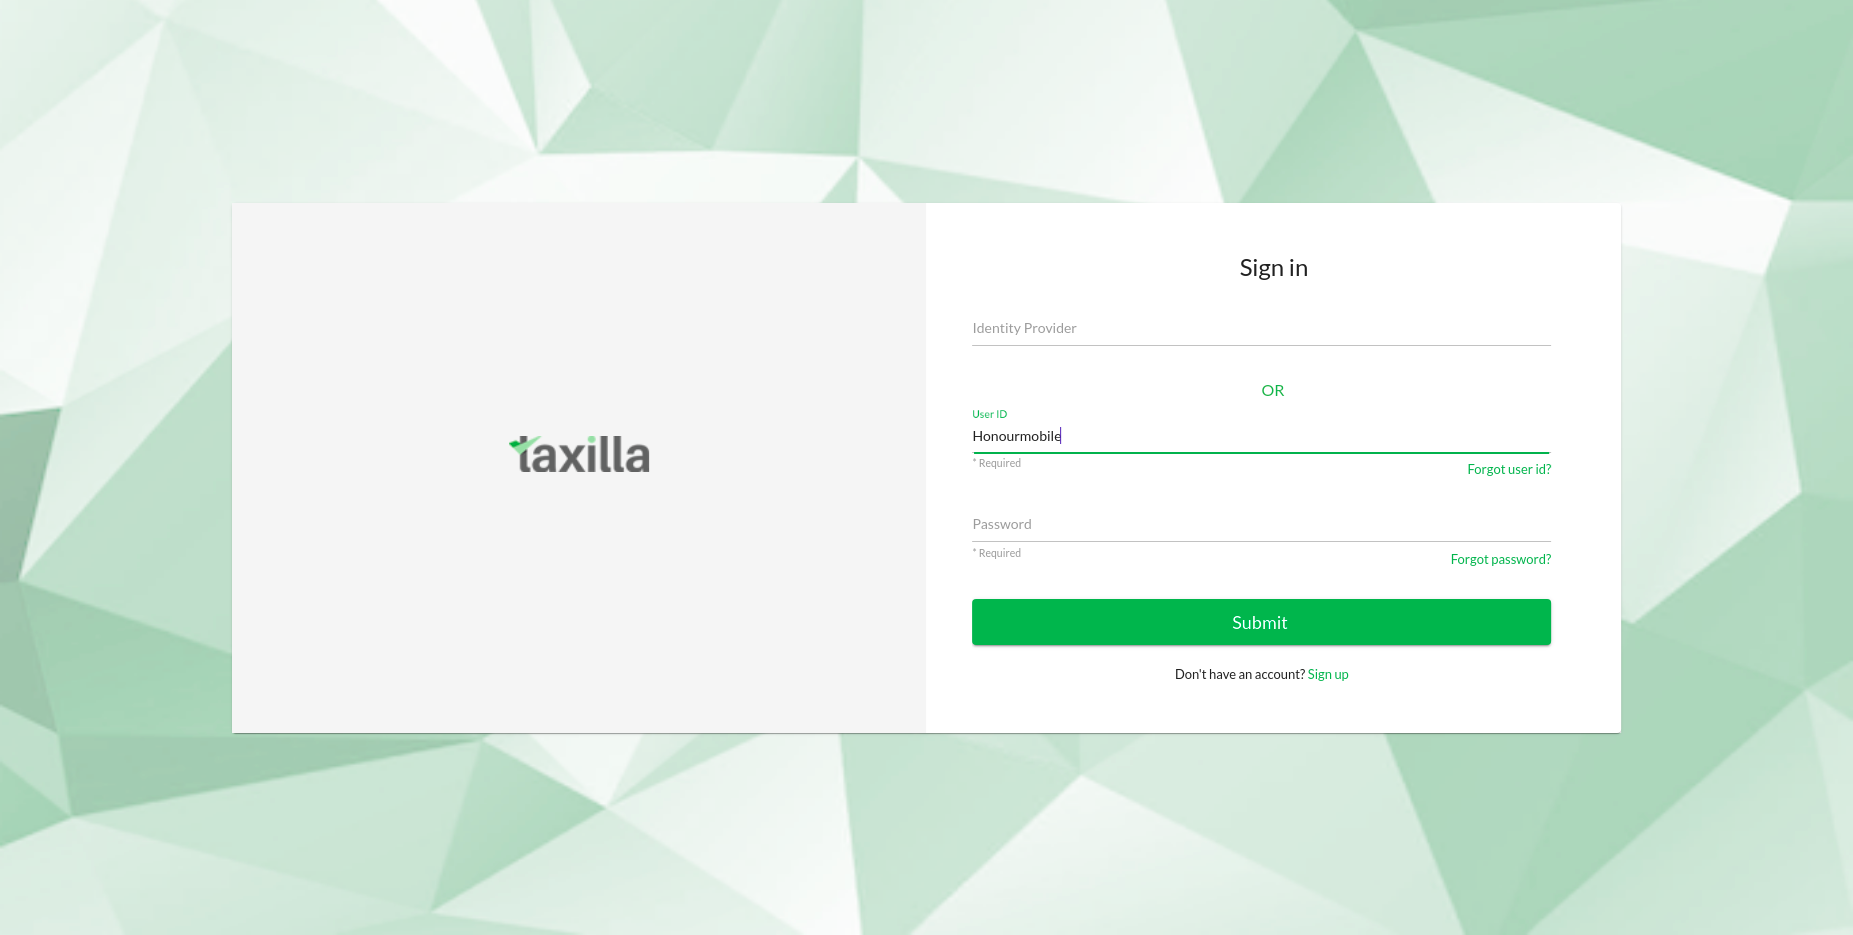 taxilla
Sign in
Identity Provider
OR
User ID
Honourmobile
* Required
Forgot user id?
Password
* Required
Forgot password?
Submit
Don't have an account? Sign up